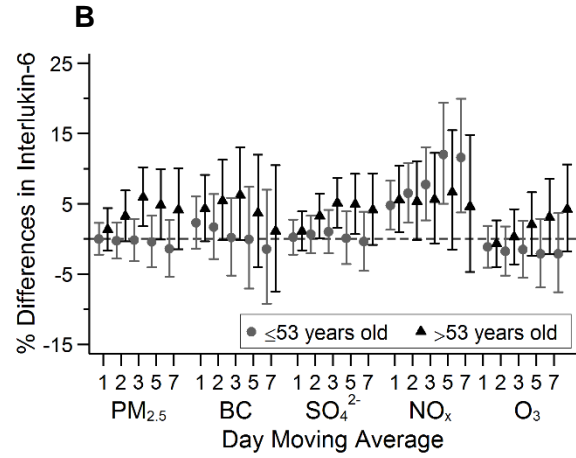 B
% Differences in Interlukin-6
25
15
5
-5
-15
≤53 years old >53 years old
1 2 3 5 7 1 2 3 5 7 1 2 3 5 7 1 2 3 5 7 1 2 3 5 7
PM2.5 BC SO4 2- NOx O3
Day Moving Average